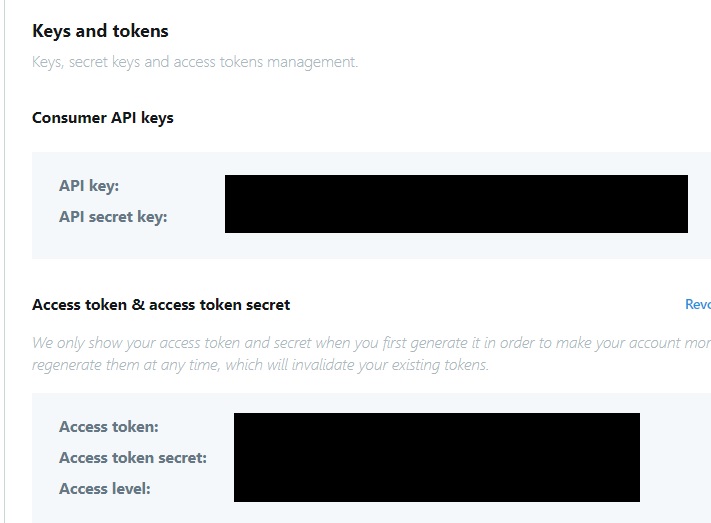 Keys and tokens
Keys, secret keys and access tokens management.
Consumer API keys
API key:
API secret key:
Access token & access token secret
Revo
We only show your access token and secret when you first generate it in order to make your account mor
regenerate them at any time, which will invalidate your existing tokens.
Access token:
Access token secret:
Access level: